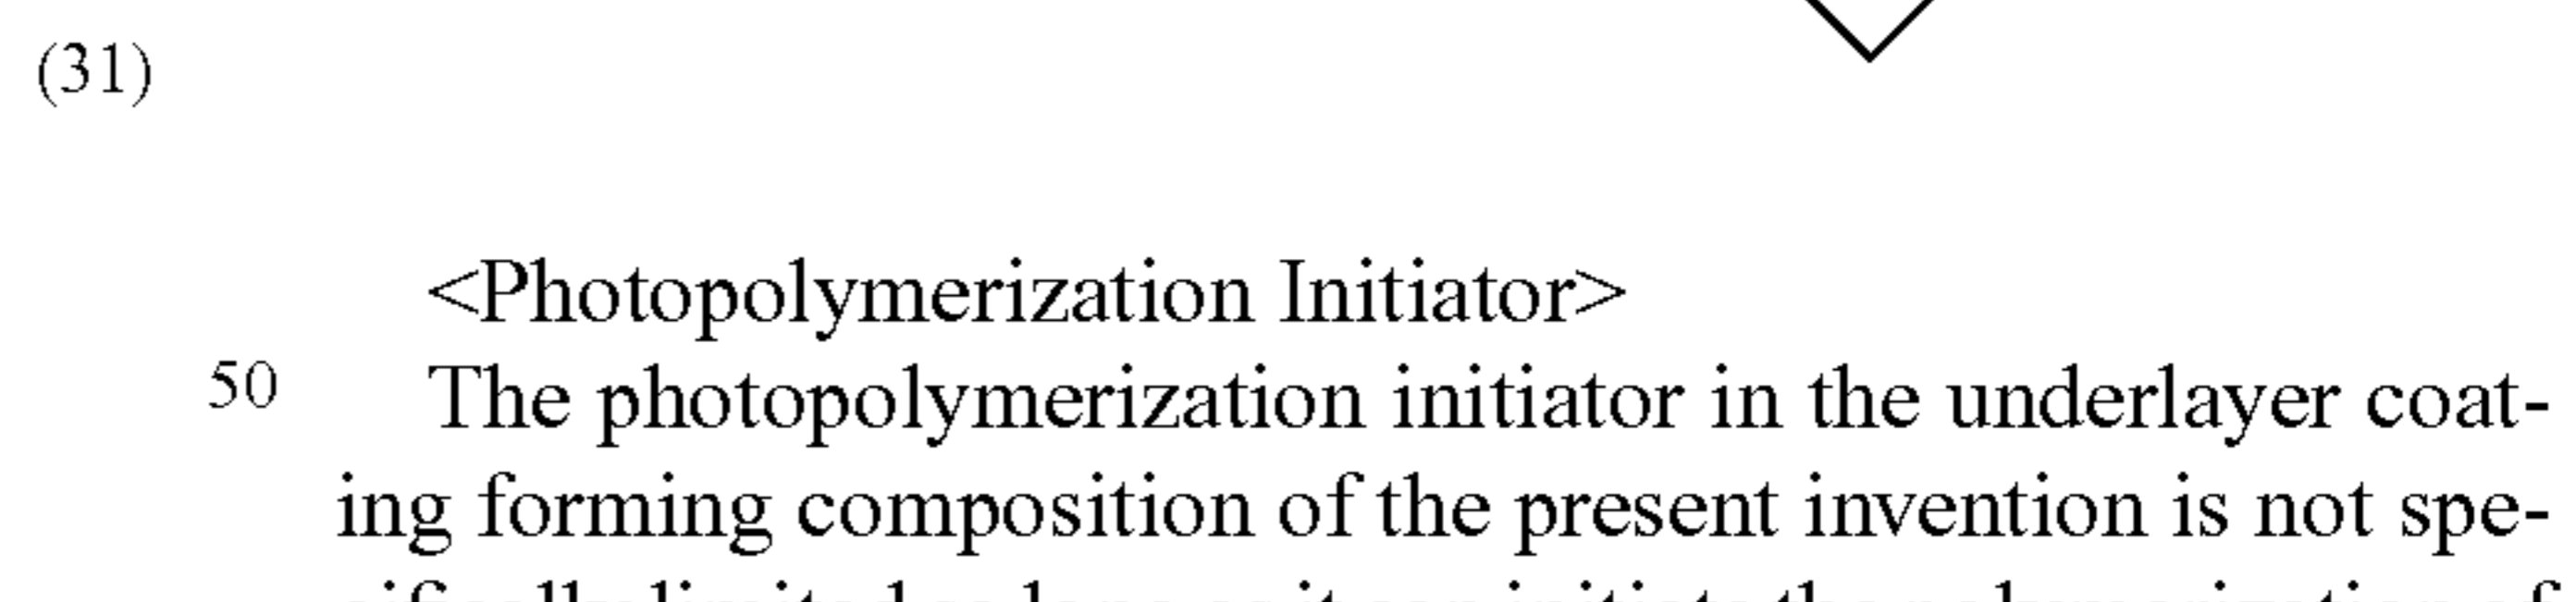 (31)
<Photopolymerization Initiator>
50 The photopolymerization initiator in the underlayer coat-
ing forming composition of the present invention is not spe-